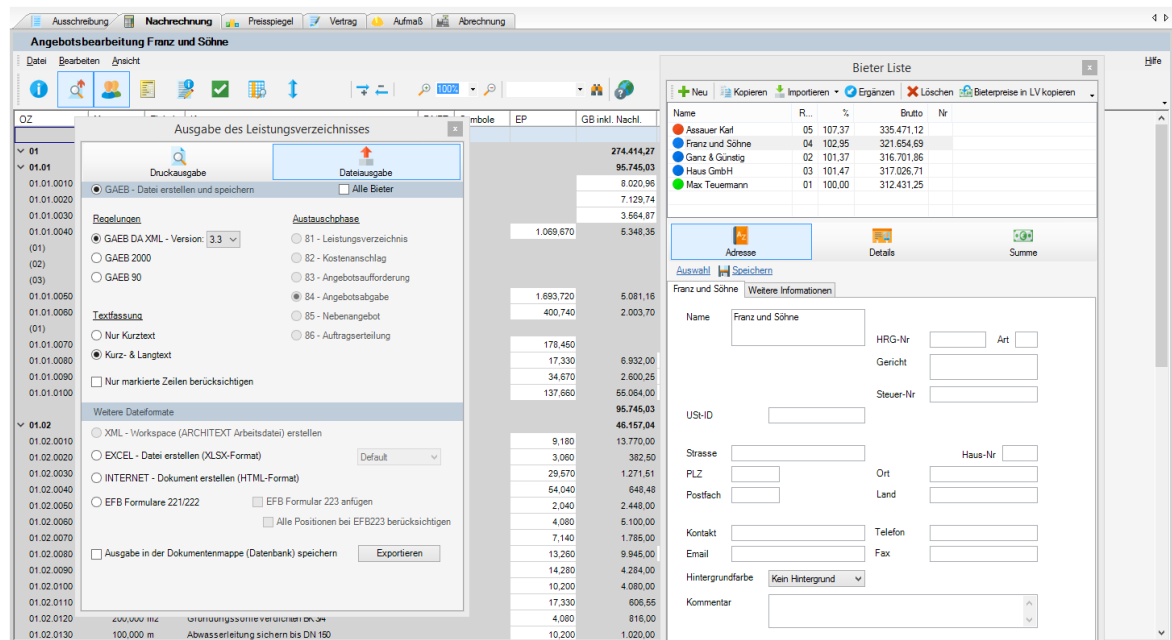 Ausschreibung Nachrechnung Preisspiegel Vertrag Aufmaß Abrechnung
Angebotsbearbeitung Franz und Söhne
Datei Bearbeiten Ansicht Hilfe
100%
OZ Symbole EP GB inkl. Nachl.
01 274.414,27
01.01 95.745,03
01.01.0010 8.020,96
01.01.0020 7.129,74
01.01.0030 3.564,87
01.01.0040 1.069,670 5.348,35
(01)
(02)
(03)
01.01.0050 1.693,720 5.081,16
01.01.0060 400,740 2.003,70
(01)
01.01.0070 178,450
01.01.0080 17,330 6.932,00
01.01.0090 34,670 2.600,25
01.01.0100 137,660 55.064,00
95.745,03
01.02 46.157,04
01.02.0010 9,180 13.770,00
01.02.0020 3,060 382,50
01.02.0030 29,570 1.271,51
01.02.0040 54,040 648,48
01.02.0050 2,040 2.448,00
01.02.0060 4,080 5.100,00
01.02.0070 7,140 1.785,00
01.02.0080 13,260 9.945,00
01.02.0090 14,280 4.284,00
01.02.0100 10,200 4.080,00
01.02.0110 17,330 606,55
01.02.0120 200,000 m2 Gründungssohle verdichten BK 3/4 4,080 816,00
01.02.0130 100,000 m Abwasserleitung sichern bis DN 150 10,200 1.020,00
Ausgabe des Leistungsverzeichnisses x
Druckausgabe Dateiausgabe
GAEB - Datei erstellen und speichern Alle Bieter
Regelungen Austauschphase
GAEB DA XML - Version: 3.3 81 - Leistungsverzeichnis
GAEB 2000 82 - Kostenanschlag
GAEB 90 83 - Angebotsaufforderung
84 - Angebotsabgabe
Textfassung 85 - Nebenangebot
Nur Kurztext 86 - Auftragserteilung
Kurz- & Langtext
Nur markierte Zeilen berücksichtigen
Weitere Dateiformate
XML - Workspace (ARCHITEXT Arbeitsdatei) erstellen
EXCEL - Datei erstellen (XLSX-Format) Default
INTERNET - Dokument erstellen (HTML-Format)
EFB Formulare 221/222 EFB Formular 223 anfügen
Alle Positionen bei EFB223 berücksichtigen
Ausgabe in der Dokumentenmappe (Datenbank) speichern Exportieren
Bieter Liste x
Neu Kopieren Importieren Ergänzen Löschen Bieterpreise in LV kopieren
Name R... % Brutto Nr
Assauer Karl 05 107,37 335.471,12
Franz und Söhne 04 102,95 321.654,69
Ganz & Günstig 02 101,37 316.701,86
Haus GmbH 03 101,47 317.026,71
Max Teuermann 01 100,00 312.431,25
AZ
Adresse Details Summe
Auswahl Speichern
Franz und Söhne Weitere Informationen
Name Franz und Söhne
HRG-Nr Art
Gericht
Steuer-Nr
USt-ID
Strasse Haus-Nr
PLZ Ort
Postfach Land
Kontakt Telefon
Email Fax
Hintergrundfarbe Kein Hintergrund
Kommentar